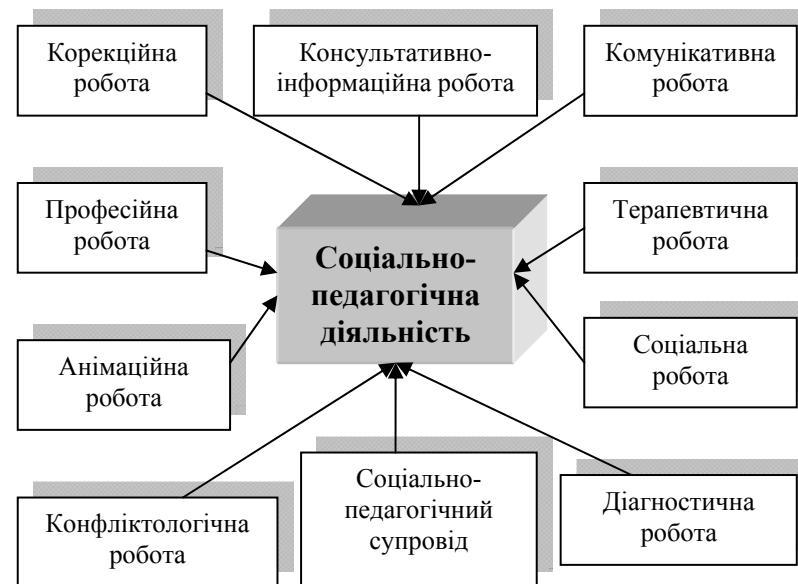 Корекційна
робота
Консультативно-
інформаційна робота
Комунікативна
робота
Професійна
робота
Соціально-
педагогічна
діяльність
Терапевтична
робота
Анімаційна
робота
Соціальна
робота
Конфліктологічна
робота
Соціально-
педагогічний
супровід
Діагностична
робота